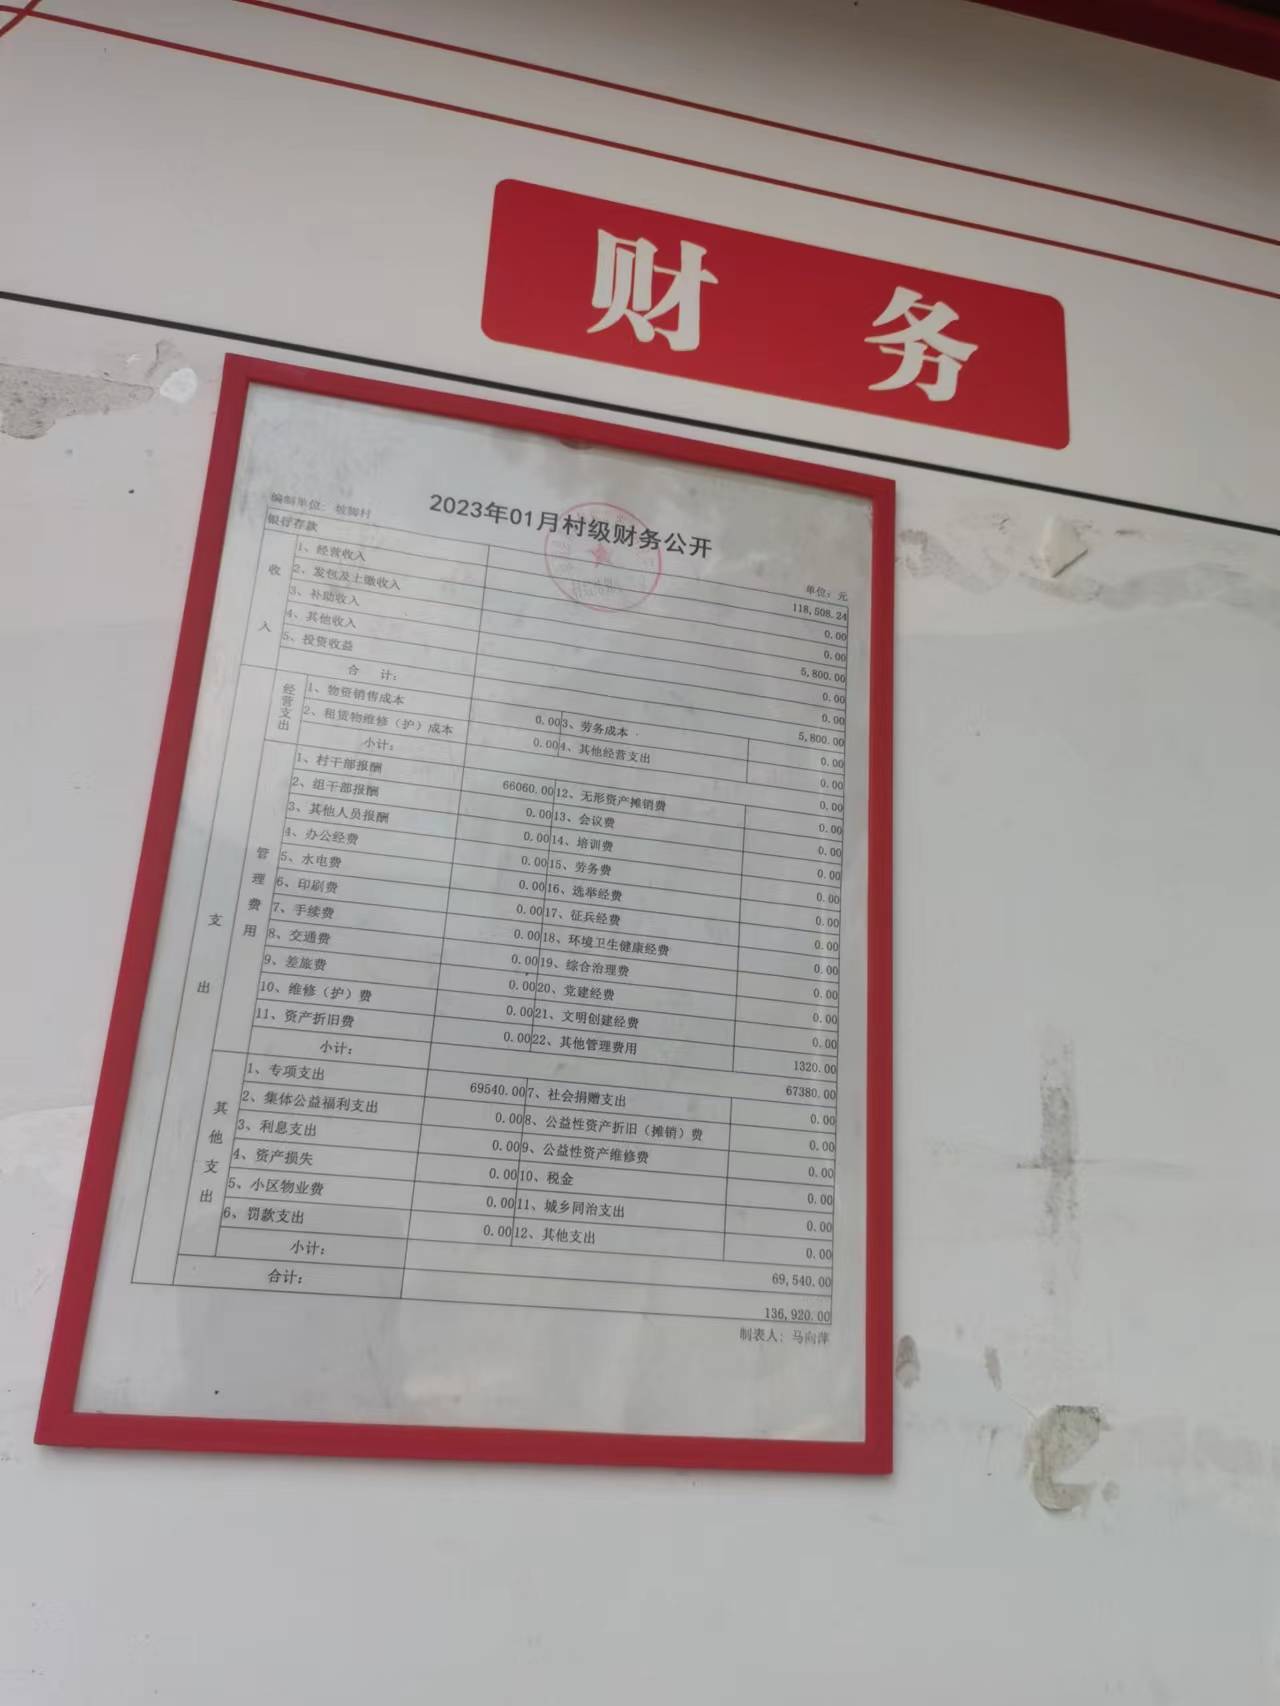 财务
2023年01月村级财务公开
编制单位：坡脚村 单位：元
银行存款 118,508.24
收入
1、经营收入 0.00
2、发包及上缴收入 0.00
3、补助收入 5,800.00
4、其他收入 0.00
5、投资收益 0.00
合 计： 5,800.00
支出
经营支出
1、物资销售成本 0.00 3、劳务成本 0.00
2、租赁物维修（护）成本 0.00 4、其他经营支出 0.00
小计： 0.00
管理费用
1、村干部报酬 66060.00 12、无形资产摊销费 0.00
2、组干部报酬 0.00 13、会议费 0.00
3、其他人员报酬 0.00 14、培训费 0.00
4、办公经费 0.00 15、劳务费 0.00
5、水电费 0.00 16、选举经费 0.00
6、印刷费 0.00 17、征兵经费 0.00
7、手续费 0.00 18、环境卫生健康经费 0.00
8、交通费 0.00 19、综合治理费 0.00
9、差旅费 0.00 20、党建经费 0.00
10、维修（护）费 0.00 21、文明创建经费 0.00
11、资产折旧费 0.00 22、其他管理费用 1320.00
小计： 67380.00
其他支出
1、专项支出 69540.00 7、社会捐赠支出 0.00
2、集体公益福利支出 0.00 8、公益性资产折旧（摊销）费 0.00
3、利息支出 0.00 9、公益性资产维修费 0.00
4、资产损失 0.00 10、税金 0.00
5、小区物业费 0.00 11、城乡同治支出 0.00
6、罚款支出 0.00 12、其他支出 0.00
小计： 69,540.00
合计： 136,920.00
制表人：马向萍